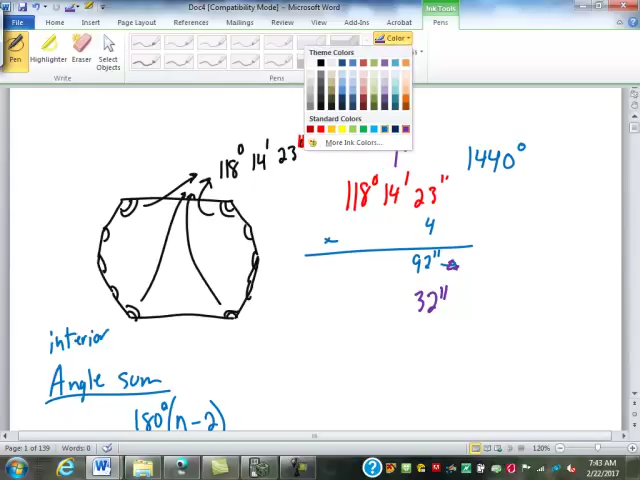 Doc4 [Compatibility Mode] - Microsoft Word
Ink Tools
File Home Insert Page Layout References Mailings Review View Add-Ins Acrobat Pens
Pen Highlighter Eraser Select Objects
Color
Write
Pens
Theme Colors
Standard Colors
More Ink Colors...
118° 14' 23"
1'
1440°
118° 14' 23"
4
×
92"
32"
interior
Angle sum
180°(n-2)
Page: 1 of 139 Words: 0 120%
7:43 AM
2/22/2017